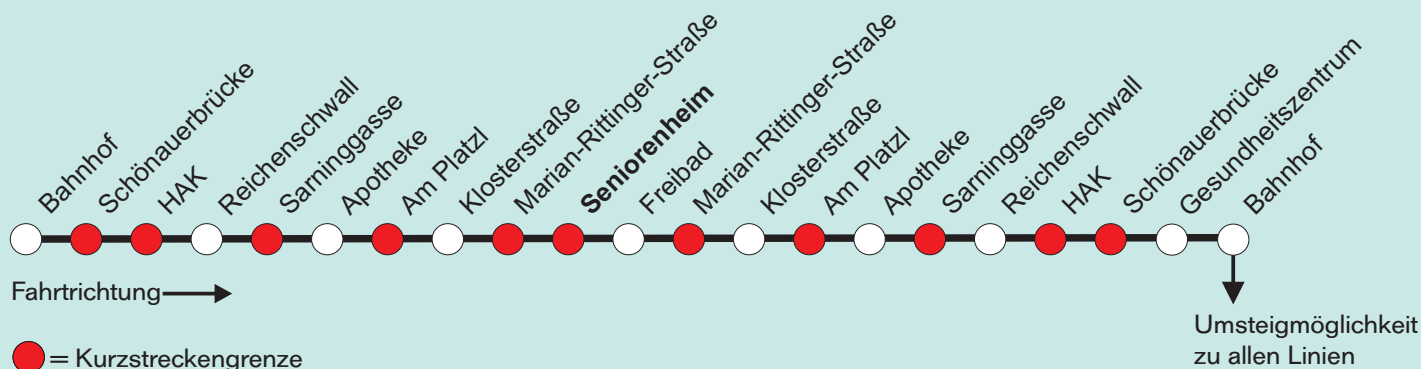 Bahnhof
Schönauerbrücke
HAK
Reichenschwall
Sarninggasse
Apotheke
Am Platzl
Klosterstraße
Marian-Rittinger-Straße
Seniorenheim
Freibad
Marian-Rittinger-Straße
Klosterstraße
Am Platzl
Apotheke
Sarninggasse
Reichenschwall
HAK
Schönauerbrücke
Gesundheitszentrum
Bahnhof
Fahrtrichtung
Umsteigmöglichkeit
zu allen Linien
= Kurzstreckengrenze